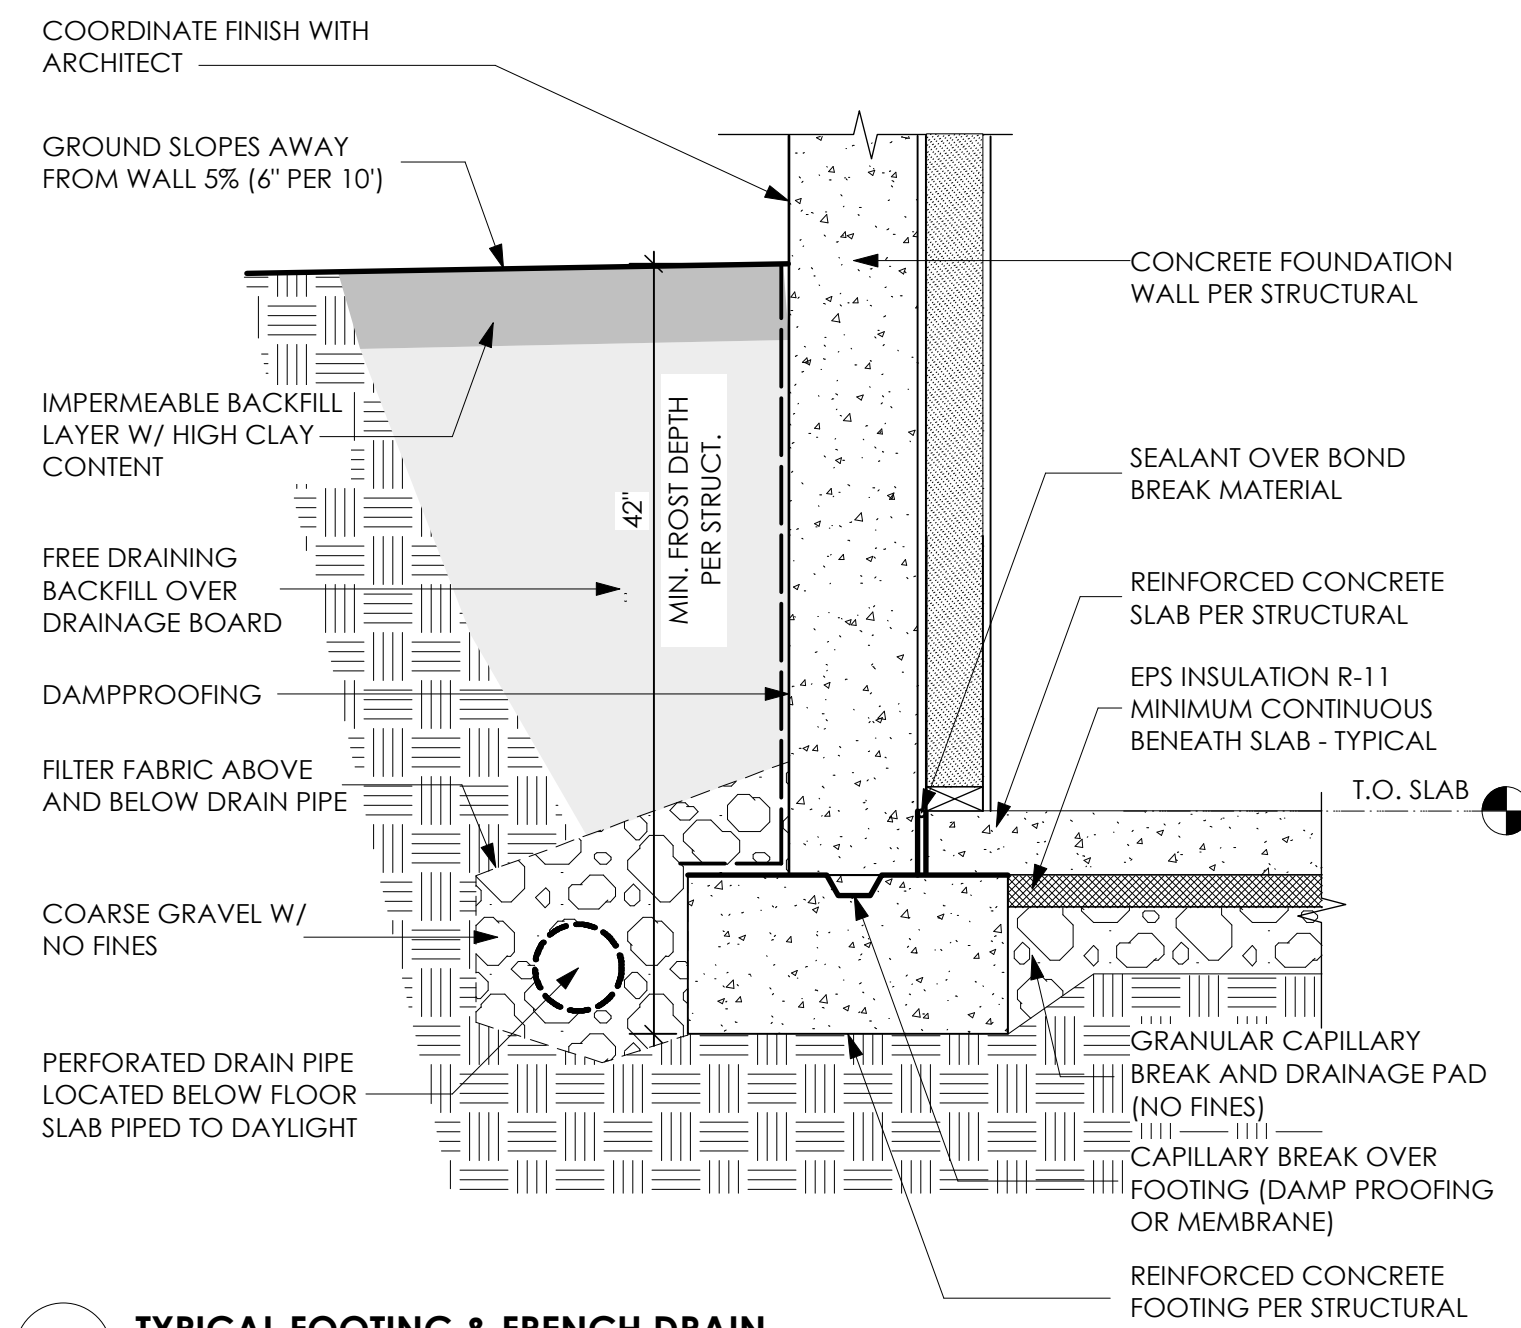 COORDINATE FINISH WITH
ARCHITECT
GROUND SLOPES AWAY
FROM WALL 5% (6" PER 10')
IMPERMEABLE BACKFILL
LAYER W/ HIGH CLAY
CONTENT
FREE DRAINING
BACKFILL OVER
DRAINAGE BOARD
DAMPPROOFING
FILTER FABRIC ABOVE
AND BELOW DRAIN PIPE
COARSE GRAVEL W/
NO FINES
PERFORATED DRAIN PIPE
LOCATED BELOW FLOOR
SLAB PIPED TO DAYLIGHT
42"
MIN. FROST DEPTH
PER STRUCT.
CONCRETE FOUNDATION
WALL PER STRUCTURAL
SEALANT OVER BOND
BREAK MATERIAL
REINFORCED CONCRETE
SLAB PER STRUCTURAL
EPS INSULATION R-11
MINIMUM CONTINUOUS
BENEATH SLAB - TYPICAL
T.O. SLAB
GRANULAR CAPILLARY
BREAK AND DRAINAGE PAD
(NO FINES)
CAPILLARY BREAK OVER
FOOTING (DAMP PROOFING
OR MEMBRANE)
REINFORCED CONCRETE
FOOTING PER STRUCTURAL
TYPICAL FOOTING & FRENCH DRAIN